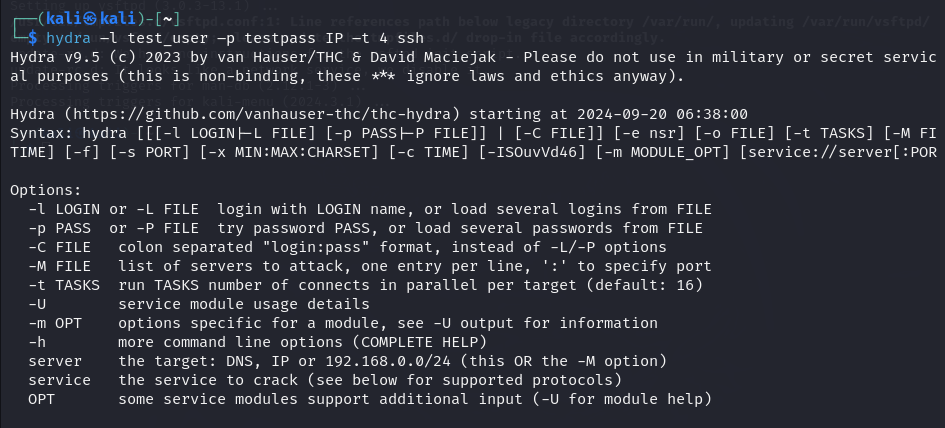 (kali㉿kali)-[~]
$ hydra -l test_user -p testpass IP -t 4 ssh
Hydra v9.5 (c) 2023 by van Hauser/THC & David Maciejak - Please do not use in military or secret servic
al purposes (this is non-binding, these *** ignore laws and ethics anyway).
Hydra (https://github.com/vanhauser-thc/thc-hydra) starting at 2024-09-20 06:38:00
Syntax: hydra [[[-l LOGIN|-L FILE] [-p PASS|-P FILE]] | [-C FILE]] [-e nsr] [-o FILE] [-t TASKS] [-M FI
TIME] [-f] [-s PORT] [-x MIN:MAX:CHARSET] [-c TIME] [-ISOuvVd46] [-m MODULE_OPT] [service://server[:POR
Options:
-l LOGIN or -L FILE  login with LOGIN name, or load several logins from FILE
-p PASS  or -P FILE  try password PASS, or load several passwords from FILE
-C FILE   colon separated "login:pass" format, instead of -L/-P options
-M FILE   list of servers to attack, one entry per line, ':' to specify port
-t TASKS  run TASKS number of connects in parallel per target (default: 16)
-U        service module usage details
-m OPT    options specific for a module, see -U output for information
-h        more command line options (COMPLETE HELP)
server    the target: DNS, IP or 192.168.0.0/24 (this OR the -M option)
service   the service to crack (see below for supported protocols)
OPT       some service modules support additional input (-U for module help)